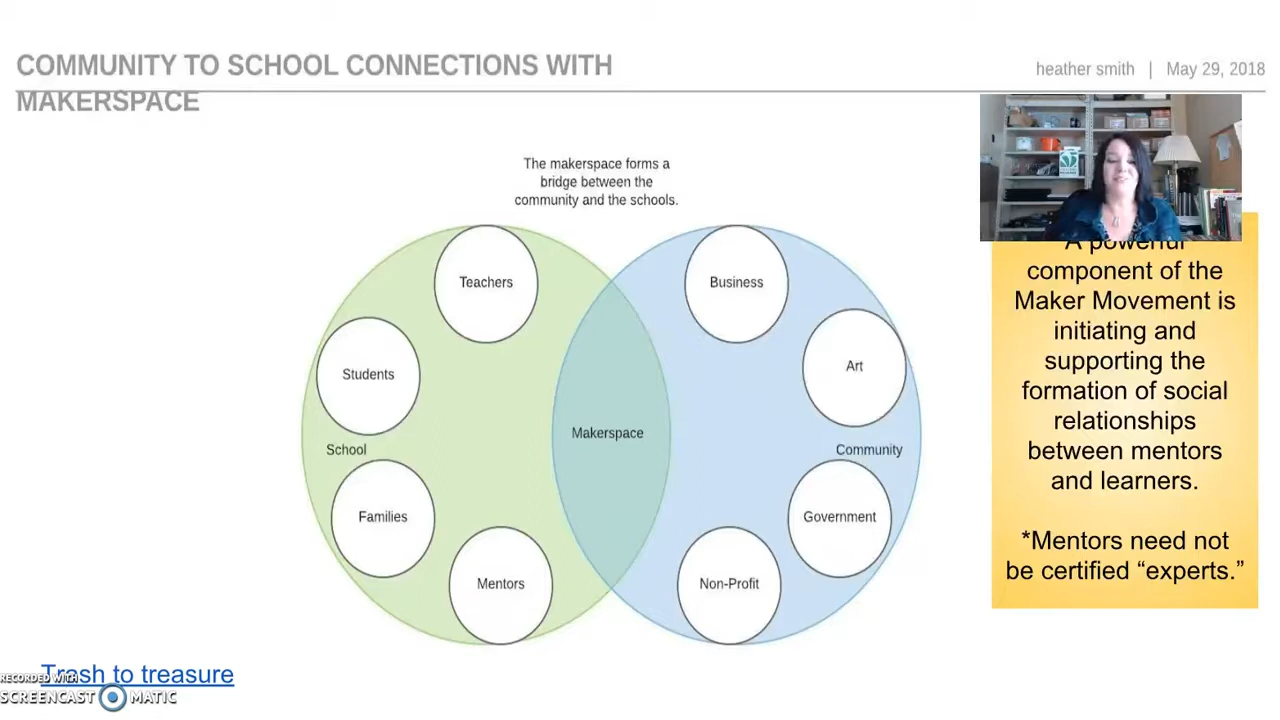 COMMUNITY TO SCHOOL CONNECTIONS WITH
MAKERSPACE
heather smith | May 29, 2018
The makerspace forms a
bridge between the
community and the schools.
Teachers
Business
Students
Art
School
Makerspace
Community
Families
Government
Mentors
Non-Profit
A powerful
component of the
Maker Movement is
initiating and
supporting the
formation of social
relationships
between mentors
and learners.
*Mentors need not
be certified “experts.”
Trash to treasure
RECORDED WITH
SCREENCAST MATIC